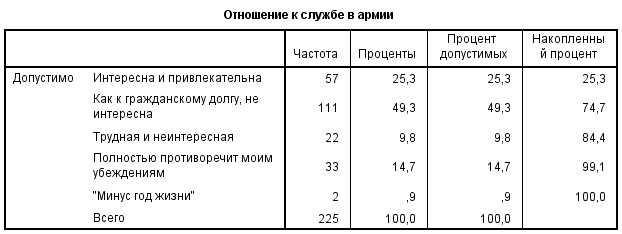 Отношение к службе в армии
Частота Проценты Процент допустимых Накопленны й процент
Допустимо Интересна и привлекательна 57 25,3 25,3 25,3
Как к гражданскому долгу, не интересна 111 49,3 49,3 74,7
Трудная и неинтересная 22 9,8 9,8 84,4
Полностью противоречит моим убеждениям 33 14,7 14,7 99,1
"Минус год жизни" 2 ,9 ,9 100,0
Всего 225 100,0 100,0